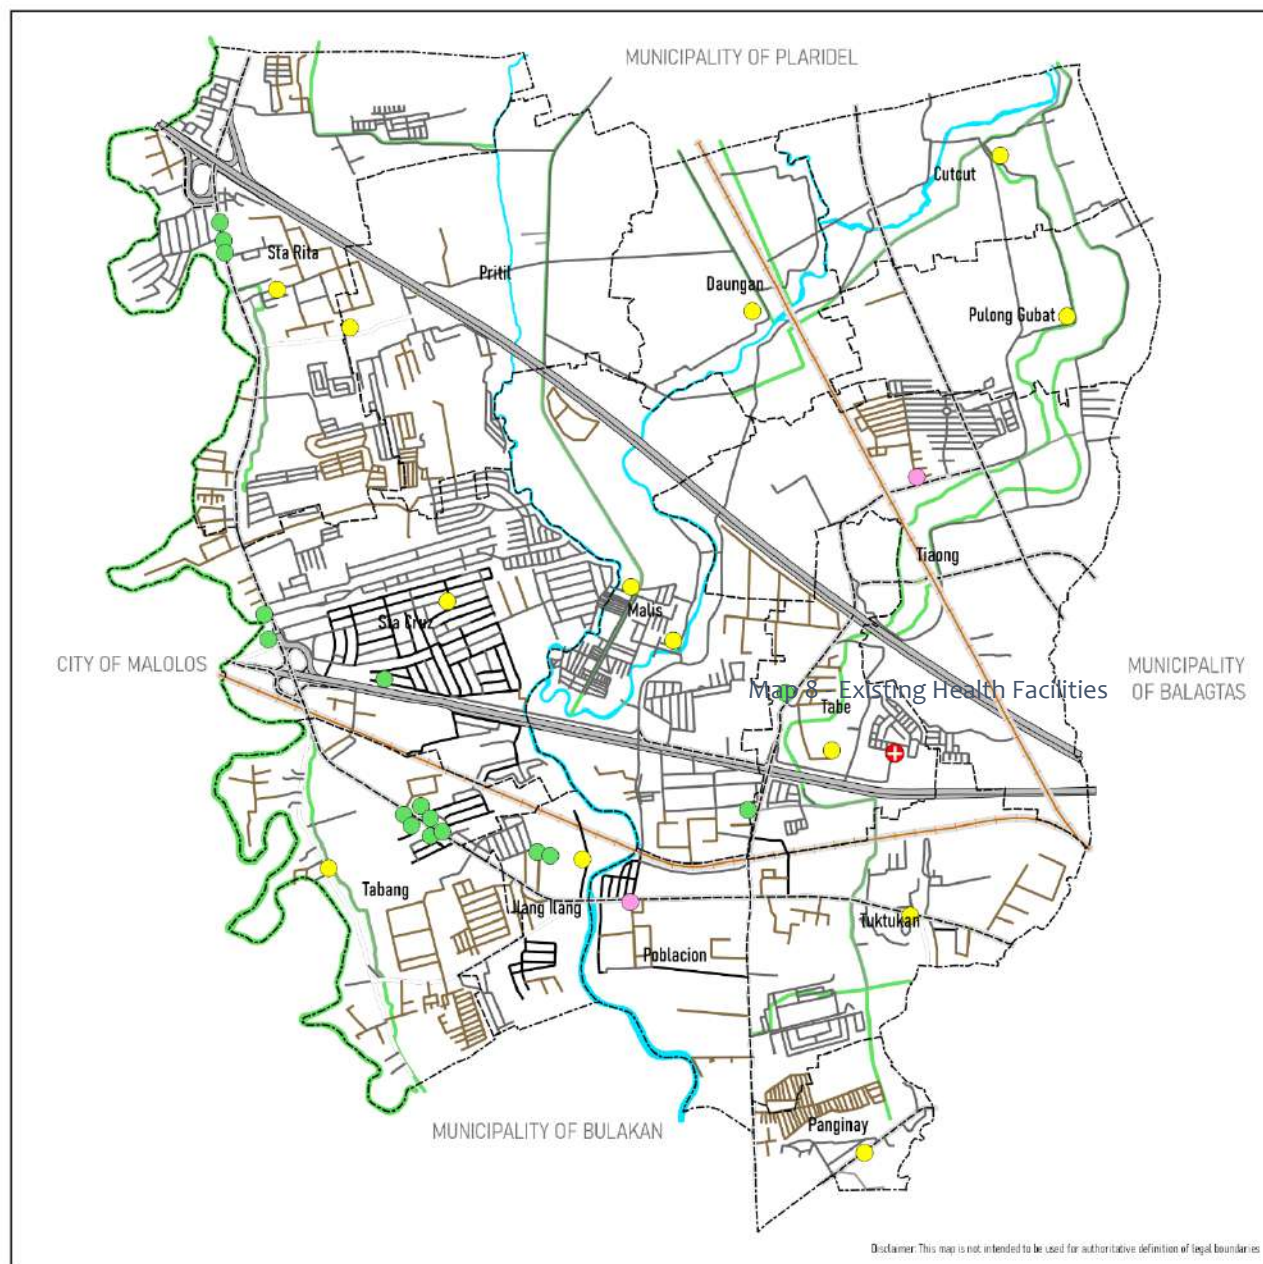 MUNICIPALITY OF PLARIDEL
Cutcut
Sta Rita
Pritil
Daungan
Pulong Gubat
Tiaong
Malis
Sta Cruz
CITY OF MALOLOS
MUNICIPALITY
OF BALAGTAS
Map 8 - Existing Health Facilities
Tabe
Tabang
Ilang Ilang
Tuktukan
Poblacion
Panginay
MUNICIPALITY OF BULAKAN
Disclaimer: This map is not intended to be used for authoritative definition of legal boundaries